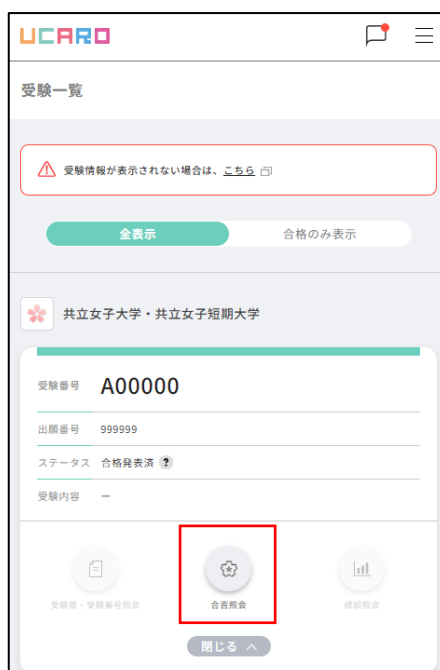 UCARO
受験一覧
受験情報が表示されない場合は、こちら
全表示 合格のみ表示
共立女子大学・共立女子短期大学
受験番号 A00000
出願番号 999999
ステータス 合格発表済 ?
受験内容 ー
受験票・受験番号照会 合否照会 成績照会
閉じる